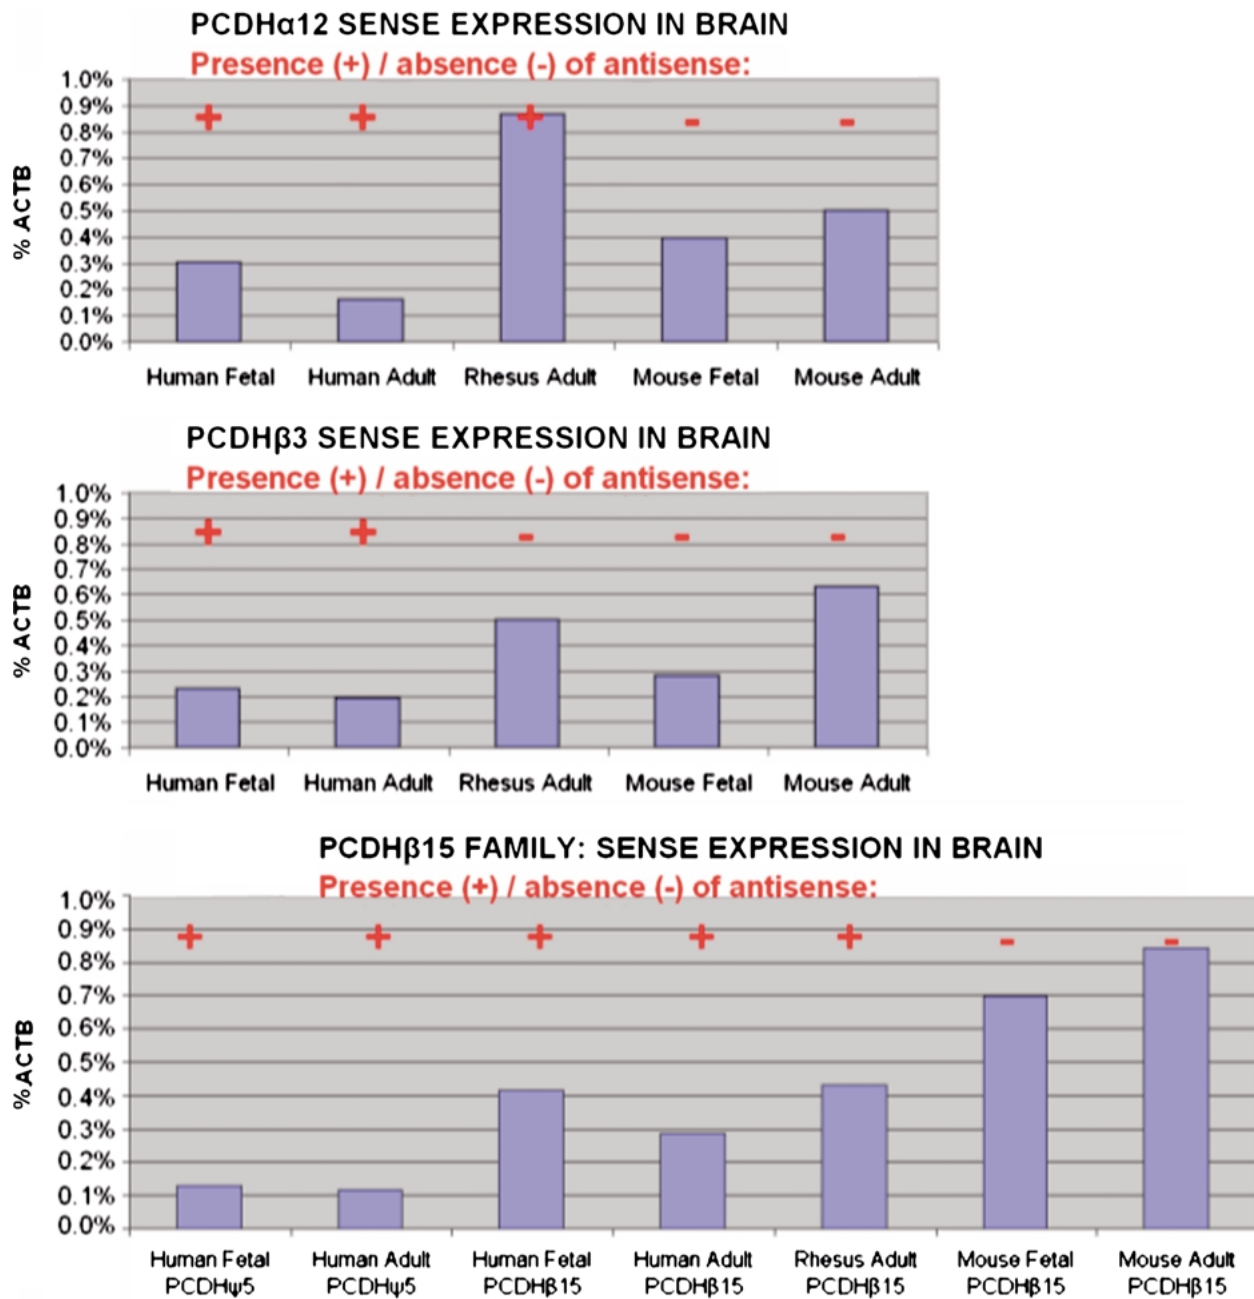 PCDHα12 SENSE EXPRESSION IN BRAIN
Presence (+) / absence (-) of antisense:
% ACTB
1.0%
0.9%
0.8%
0.7%
0.6%
0.5%
0.4%
0.3%
0.2%
0.1%
0.0%
+ + + - -
Human Fetal Human Adult Rhesus Adult Mouse Fetal Mouse Adult
PCDHβ3 SENSE EXPRESSION IN BRAIN
Presence (+) / absence (-) of antisense:
% ACTB
1.0%
0.9%
0.8%
0.7%
0.6%
0.5%
0.4%
0.3%
0.2%
0.1%
0.0%
+ + - - -
Human Fetal Human Adult Rhesus Adult Mouse Fetal Mouse Adult
PCDHβ15 FAMILY: SENSE EXPRESSION IN BRAIN
Presence (+) / absence (-) of antisense:
%ACTB
1.0%
0.9%
0.8%
0.7%
0.6%
0.5%
0.4%
0.3%
0.2%
0.1%
0.0%
+ + + + + - -
Human Fetal Human Adult Human Fetal Human Adult Rhesus Adult Mouse Fetal Mouse Adult
PCDHψ5 PCDHψ5 PCDHβ15 PCDHβ15 PCDHβ15 PCDHβ15 PCDHβ15